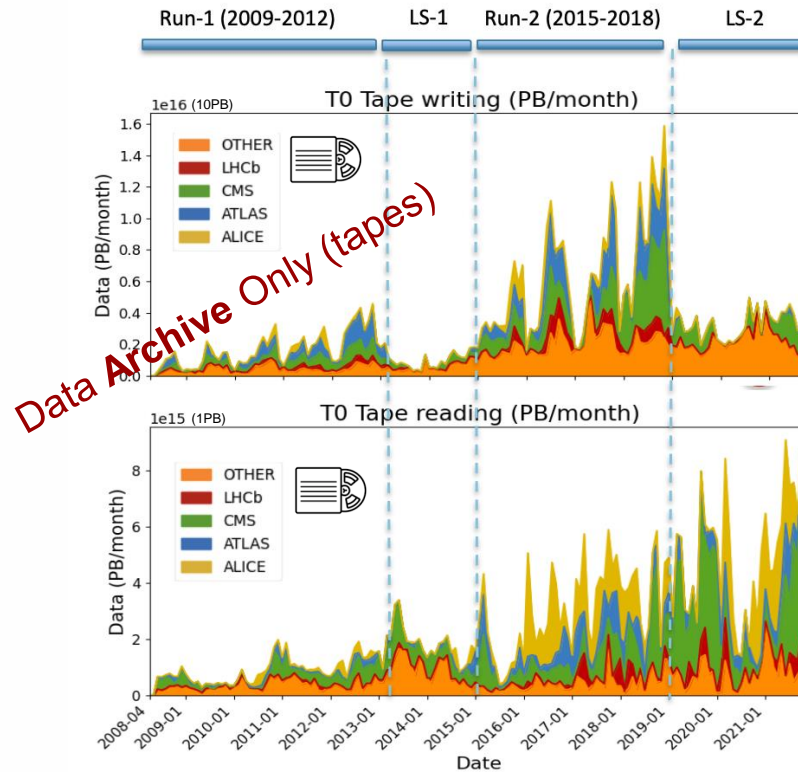 Run-1 (2009-2012) LS-1 Run-2 (2015-2018) LS-2
1e16 (10PB) T0 Tape writing (PB/month)
1.6
1.4
1.2
1.0
0.8
0.6
0.4
0.2
0.0
Data (PB/month)
OTHER
LHCb
CMS
ATLAS
ALICE
Data Archive Only (tapes)
1e15 (1PB) T0 Tape reading (PB/month)
8
6
4
2
0
Data (PB/month)
OTHER
LHCb
CMS
ATLAS
ALICE
2008-04 2009-01 2010-01 2011-01 2012-01 2013-01 2014-01 2015-01 2016-01 2017-01 2018-01 2019-01 2020-01 2021-01
Date